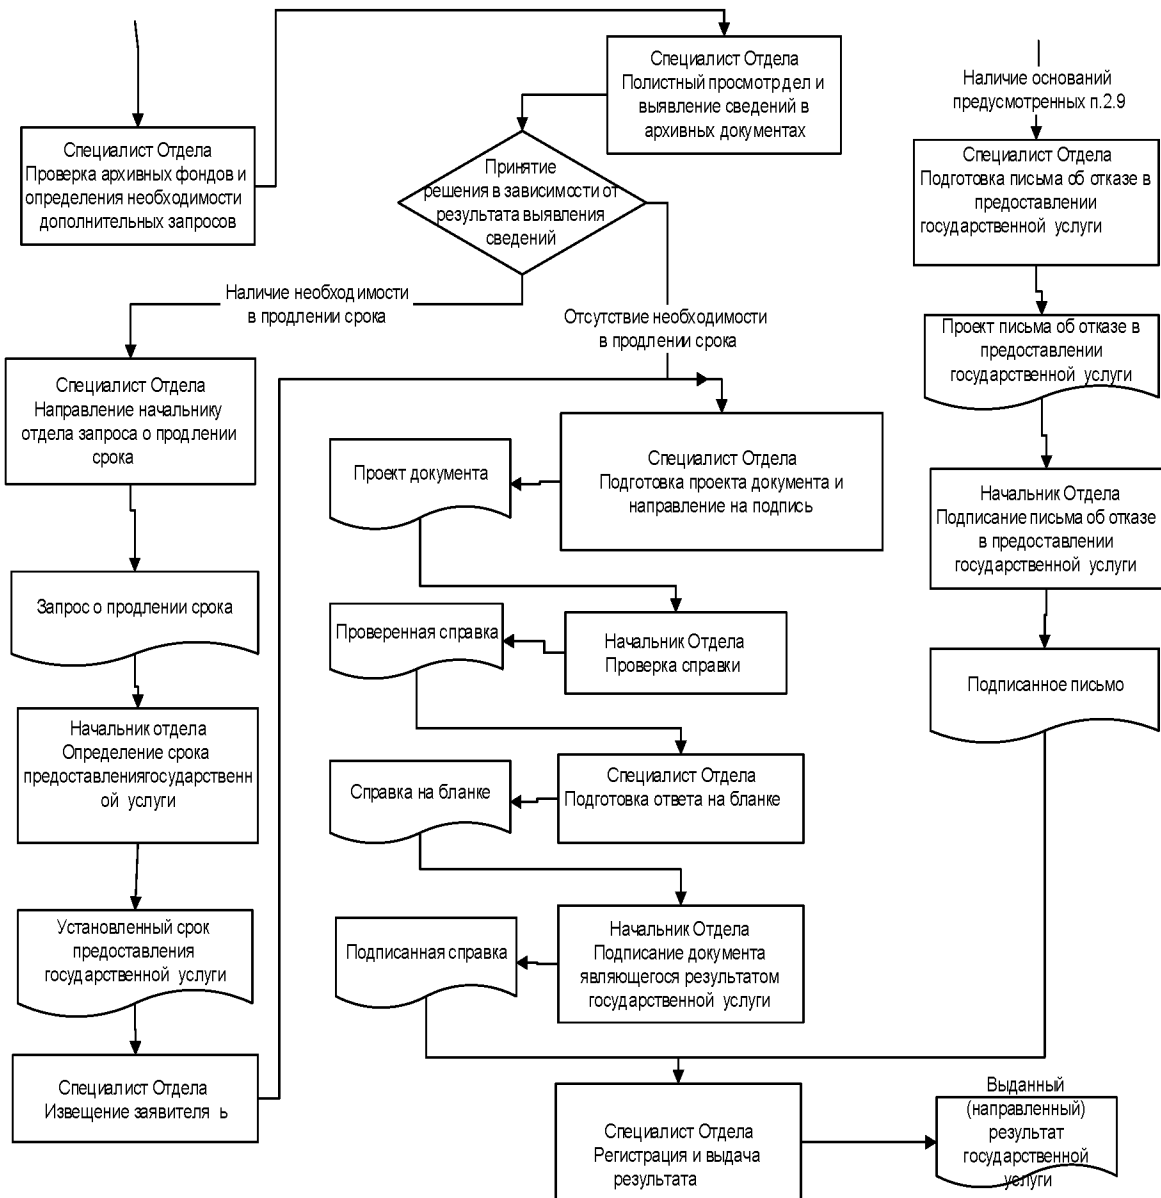 Специалист Отдела
Проверка архивных фондов и
определения необходимости
дополнительных запросов
Специалист Отдела
Полистный просмотр дел и
выявление сведений в
архивных документах
Принятие
решения в зависимости от
результата выявления
сведений
Наличие оснований
предусмотренных п.2.9
Специалист Отдела
Подготовка письма об отказе в
предоставлении
государственной услуги
Наличие необходимости
в продлении срока
Отсутствие необходимости
в продлении срока
Проект письма об отказе в
предоставлении
государственной услуги
Специалист Отдела
Направление начальнику
отдела запроса о продлении
срока
Проект документа
Специалист Отдела
Подготовка проекта документа и
направление на подпись
Начальник Отдела
Подписание письма об отказе
в предоставлении
государственной услуги
Запрос о продлении срока
Проверенная справка
Начальник Отдела
Проверка справки
Подписанное письмо
Начальник отдела
Определение срока
предоставлениягосударственн
ой услуги
Справка на бланке
Специалист Отдела
Подготовка ответа на бланке
Установленный срок
предоставления
государственной услуги
Подписанная справка
Начальник Отдела
Подписание документа
являющегося результатом
государственной услуги
Специалист Отдела
Извещение заявителя ь
Специалист Отдела
Регистрация и выдача
результата
Выданный
(направленный)
результат
государственной
услуги